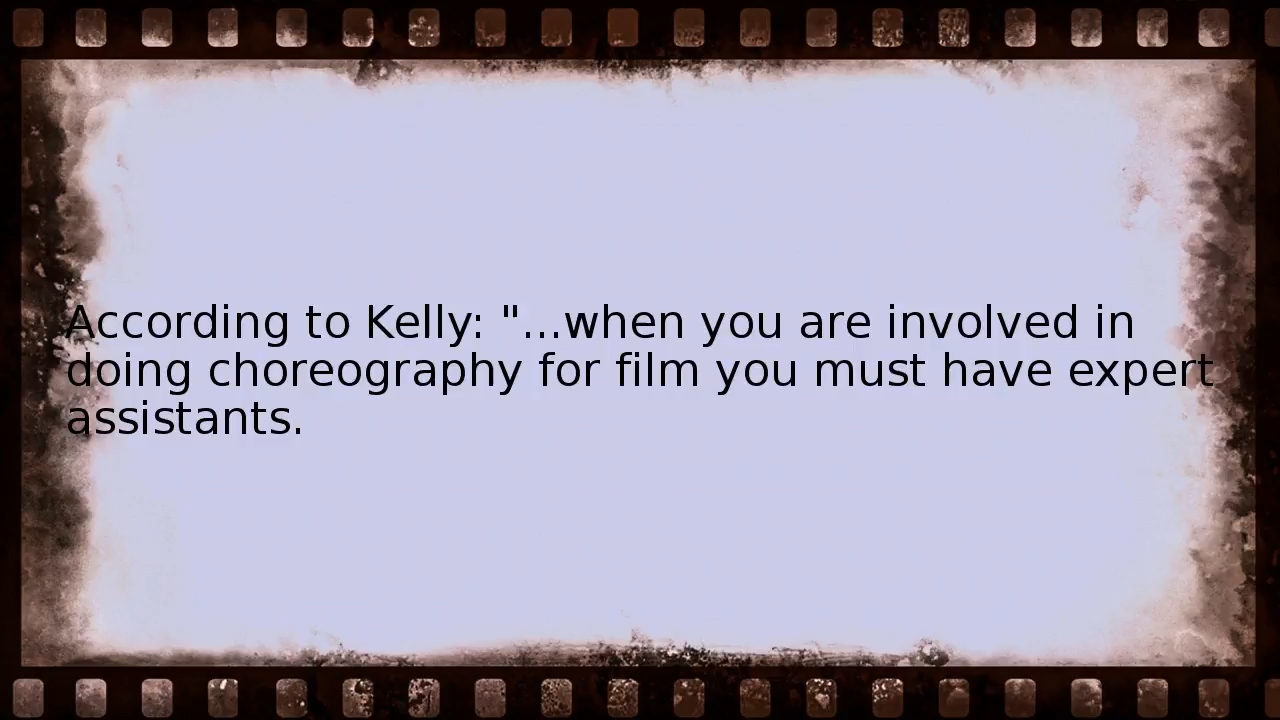 According to Kelly: "...when you are involved in
doing choreography for film you must have expert
assistants.